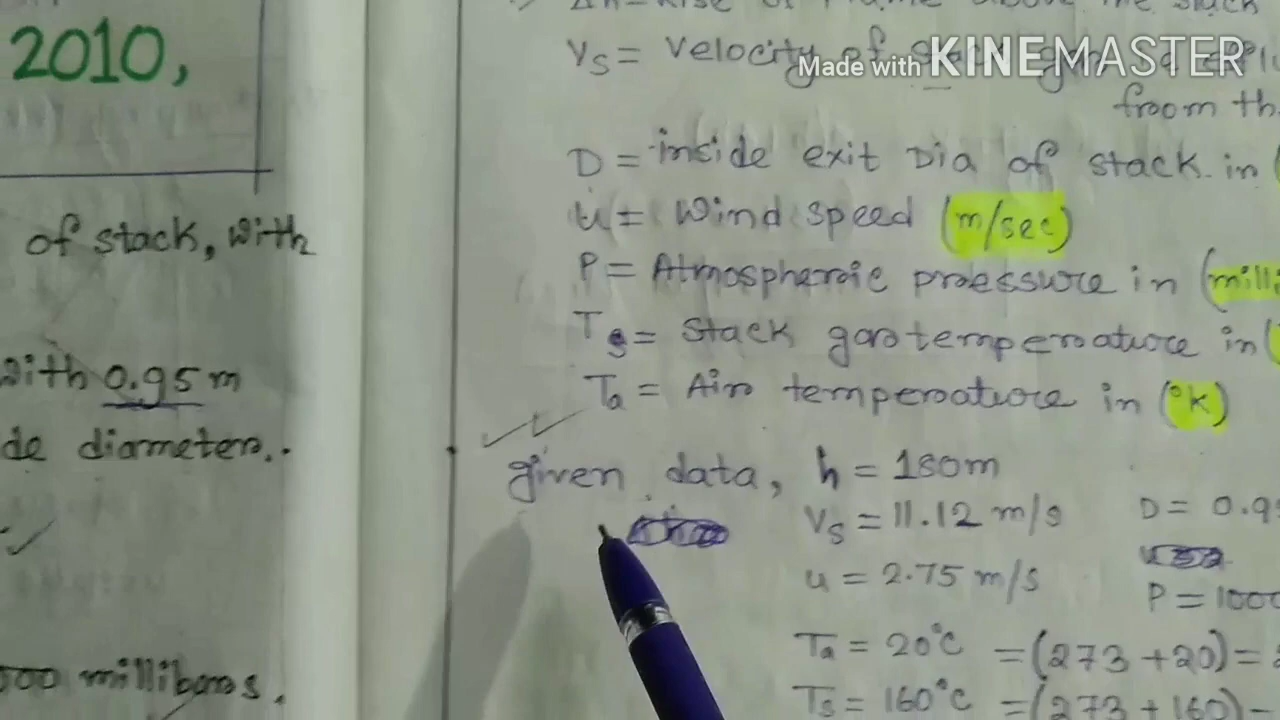 2010,
of stack, with
with 0.95 m
de diameter..
000 millibars.
Vs = velocity of
from th
D = inside exit Dia of stack in
u = Wind speed (m/sec)
P = Atmospheric pressure in (milli
Ts = Stack gas temperature in (
Ta = Air temperature in (°K)
given data, h = 180m
Vs = 11.12 m/s D = 0.9
u = 2.75 m/s
P = 1000
Ta = 20°C = (273 +20) =
Ts = 160°C = (273 + 160) -
Made with KINEMASTER